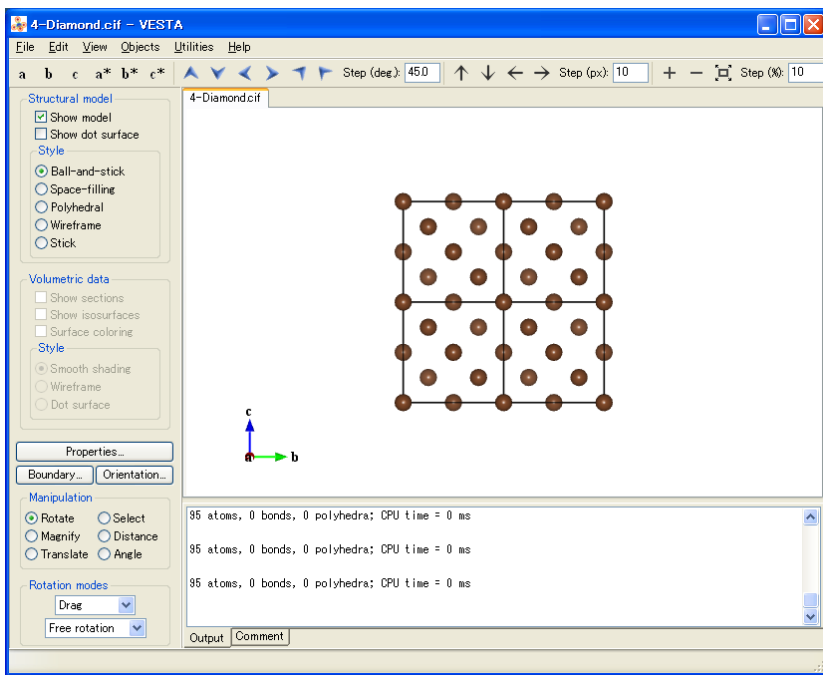 4-Diamond.cif - VESTA
File Edit View Objects Utilities Help
a b c a* b* c* Step (deg.): 45.0 Step (px): 10 Step (%): 10
Structural model
Show model
Show dot surface
Style
Ball-and-stick
Space-filling
Polyhedral
Wireframe
Stick
Volumetric data
Show sections
Show isosurfaces
Surface coloring
Style
Smooth shading
Wireframe
Dot surface
Properties...
Boundary... Orientation...
Manipulation
Rotate Select
Magnify Distance
Translate Angle
Rotation modes
Drag
Free rotation
4-Diamond.cif
c
a b
95 atoms, 0 bonds, 0 polyhedra; CPU time = 0 ms
95 atoms, 0 bonds, 0 polyhedra; CPU time = 0 ms
95 atoms, 0 bonds, 0 polyhedra; CPU time = 0 ms
Output Comment